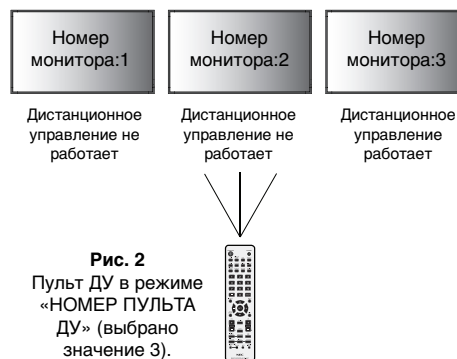 Номер
монитора:1
Номер
монитора:2
Номер
монитора:3
Дистанционное
управление не
работает
Дистанционное
управление не
работает
Дистанционное
управление
работает
Рис. 2
Пульт ДУ в режиме
«НОМЕР ПУЛЬТА
ДУ» (выбрано
значение 3).